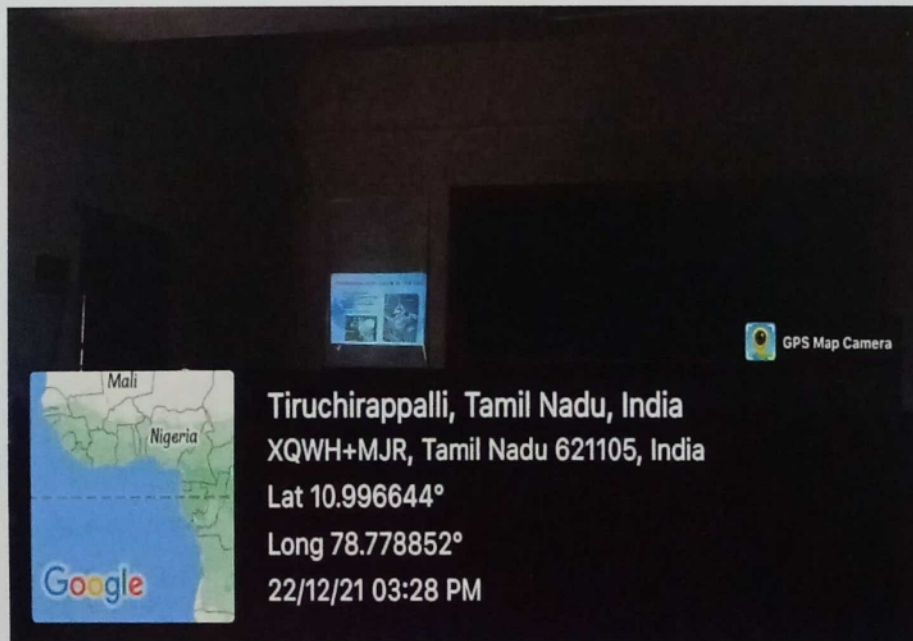 GPS Map Camera
Mali
Nigeria
Google
Tiruchirappalli, Tamil Nadu, India
XQWH+MJR, Tamil Nadu 621105, India
Lat 10.996644°
Long 78.778852°
22/12/21 03:28 PM